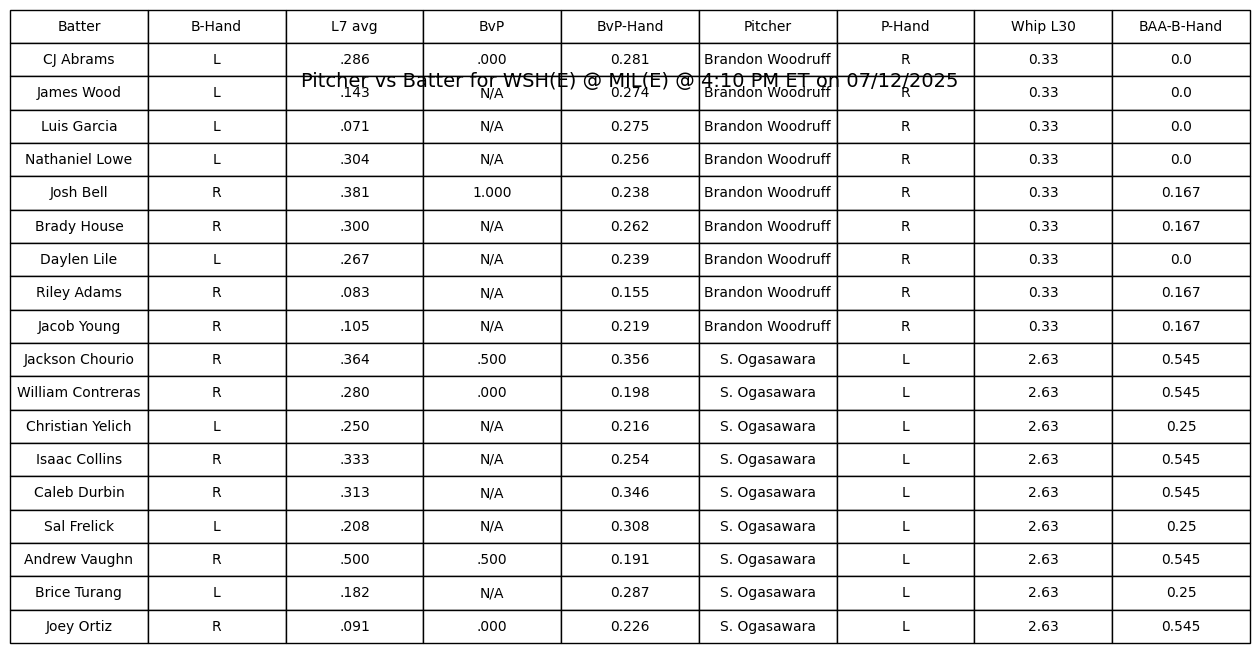 Batter B-Hand L7 avg BvP BvP-Hand Pitcher P-Hand Whip L30 BAA-B-Hand
CJ Abrams L .286 .000 0.281 Brandon Woodruff R 0.33 0.0
Pitcher vs Batter for WSH(E) @ MIL(E) @ 4:10 PM ET on 07/12/2025
James Wood L .143 N/A 0.274 Brandon Woodruff R 0.33 0.0
Luis Garcia L .071 N/A 0.275 Brandon Woodruff R 0.33 0.0
Nathaniel Lowe L .304 N/A 0.256 Brandon Woodruff R 0.33 0.0
Josh Bell R .381 1.000 0.238 Brandon Woodruff R 0.33 0.167
Brady House R .300 N/A 0.262 Brandon Woodruff R 0.33 0.167
Daylen Lile L .267 N/A 0.239 Brandon Woodruff R 0.33 0.0
Riley Adams R .083 N/A 0.155 Brandon Woodruff R 0.33 0.167
Jacob Young R .105 N/A 0.219 Brandon Woodruff R 0.33 0.167
Jackson Chourio R .364 .500 0.356 S. Ogasawara L 2.63 0.545
William Contreras R .280 .000 0.198 S. Ogasawara L 2.63 0.545
Christian Yelich L .250 N/A 0.216 S. Ogasawara L 2.63 0.25
Isaac Collins R .333 N/A 0.254 S. Ogasawara L 2.63 0.545
Caleb Durbin R .313 N/A 0.346 S. Ogasawara L 2.63 0.545
Sal Frelick L .208 N/A 0.308 S. Ogasawara L 2.63 0.25
Andrew Vaughn R .500 .500 0.191 S. Ogasawara L 2.63 0.545
Brice Turang L .182 N/A 0.287 S. Ogasawara L 2.63 0.25
Joey Ortiz R .091 .000 0.226 S. Ogasawara L 2.63 0.545